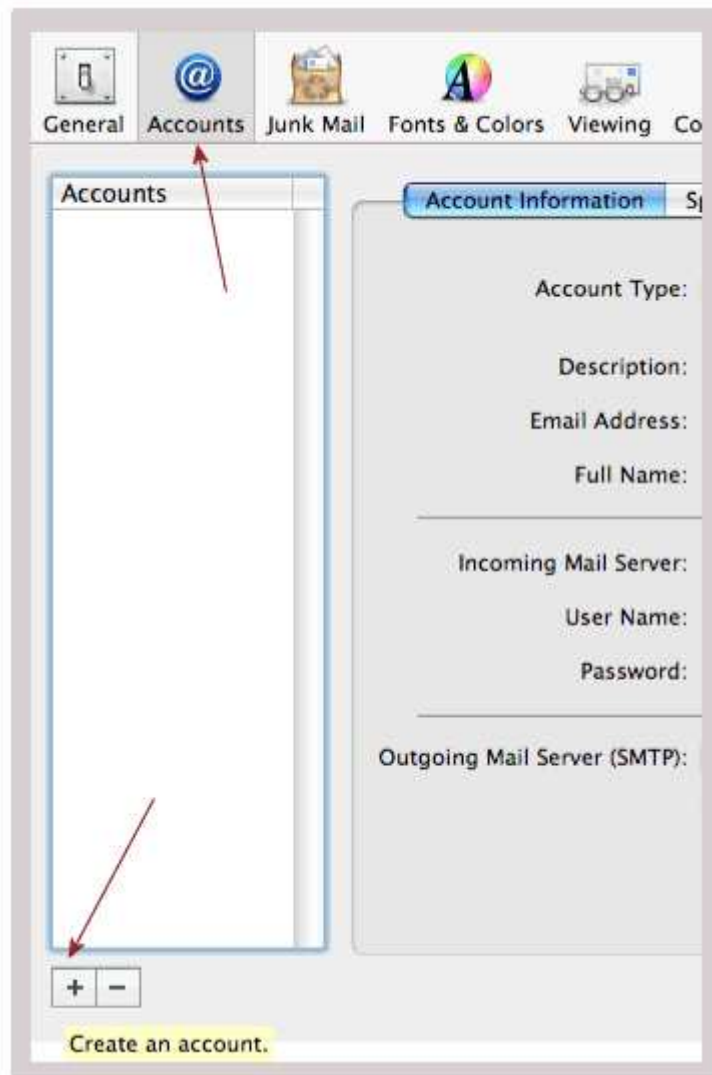 General Accounts Junk Mail Fonts & Colors Viewing Co
Accounts
Account Information
Account Type:
Description:
Email Address:
Full Name:
Incoming Mail Server:
User Name:
Password:
Outgoing Mail Server (SMTP):
+ −
Create an account.